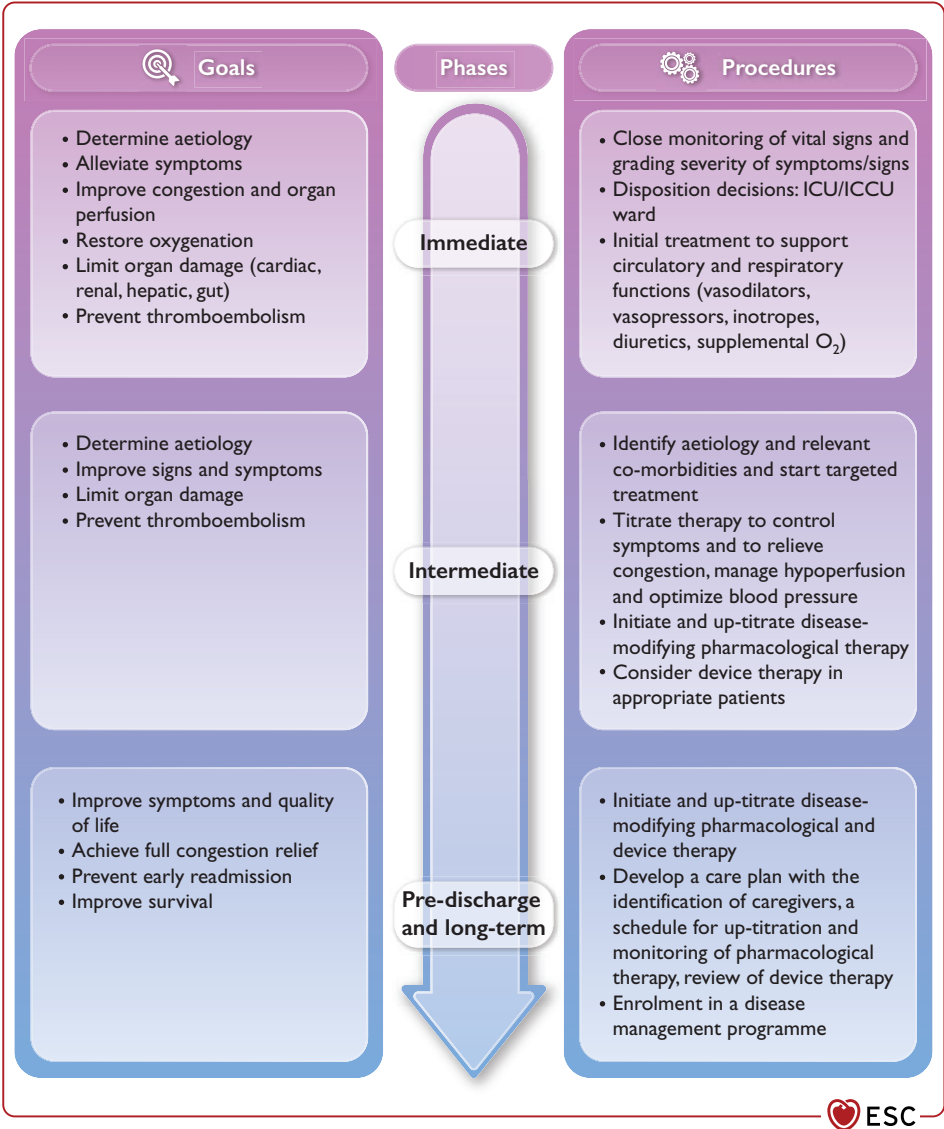 Goals
Phases
Procedures
• Determine aetiology
• Alleviate symptoms
• Improve congestion and organ
perfusion
• Restore oxygenation
• Limit organ damage (cardiac,
renal, hepatic, gut)
• Prevent thromboembolism
Immediate
• Close monitoring of vital signs and
grading severity of symptoms/signs
• Disposition decisions: ICU/ICCU
ward
• Initial treatment to support
circulatory and respiratory
functions (vasodilators,
vasopressors, inotropes,
diuretics, supplemental O₂)
• Determine aetiology
• Improve signs and symptoms
• Limit organ damage
• Prevent thromboembolism
Intermediate
• Identify aetiology and relevant
co-morbidities and start targeted
treatment
• Titrate therapy to control
symptoms and to relieve
congestion, manage hypoperfusion
and optimize blood pressure
• Initiate and up-titrate disease-
modifying pharmacological therapy
• Consider device therapy in
appropriate patients
• Improve symptoms and quality
of life
• Achieve full congestion relief
• Prevent early readmission
• Improve survival
Pre-discharge
and long-term
• Initiate and up-titrate disease-
modifying pharmacological and
device therapy
• Develop a care plan with the
identification of caregivers, a
schedule for up-titration and
monitoring of pharmacological
therapy, review of device therapy
• Enrolment in a disease
management programme
ESC